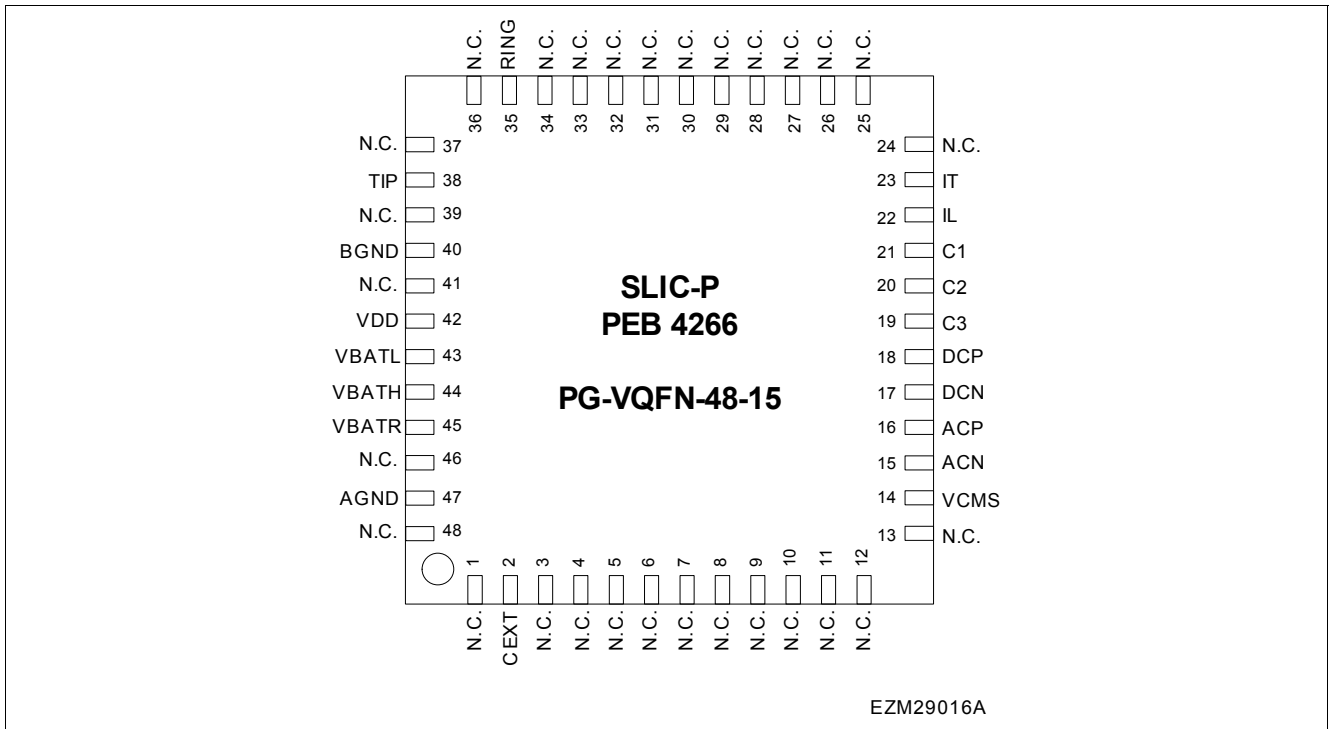 N.C. RING N.C. N.C. N.C. N.C. N.C. N.C. N.C. N.C. N.C. N.C.
36 35 34 33 32 31 30 29 28 27 26 25
N.C. 37
TIP 38
N.C. 39
BGND 40
N.C. 41
VDD 42
VBATL 43
VBATH 44
VBATR 45
N.C. 46
AGND 47
N.C. 48
SLIC-P
PEB 4266
PG-VQFN-48-15
24 N.C.
23 IT
22 IL
21 C1
20 C2
19 C3
18 DCP
17 DCN
16 ACP
15 ACN
14 VCMS
13 N.C.
1 2 3 4 5 6 7 8 9 10 11 12
N.C. CEXT N.C. N.C. N.C. N.C. N.C. N.C. N.C. N.C. N.C. N.C.
EZM29016A